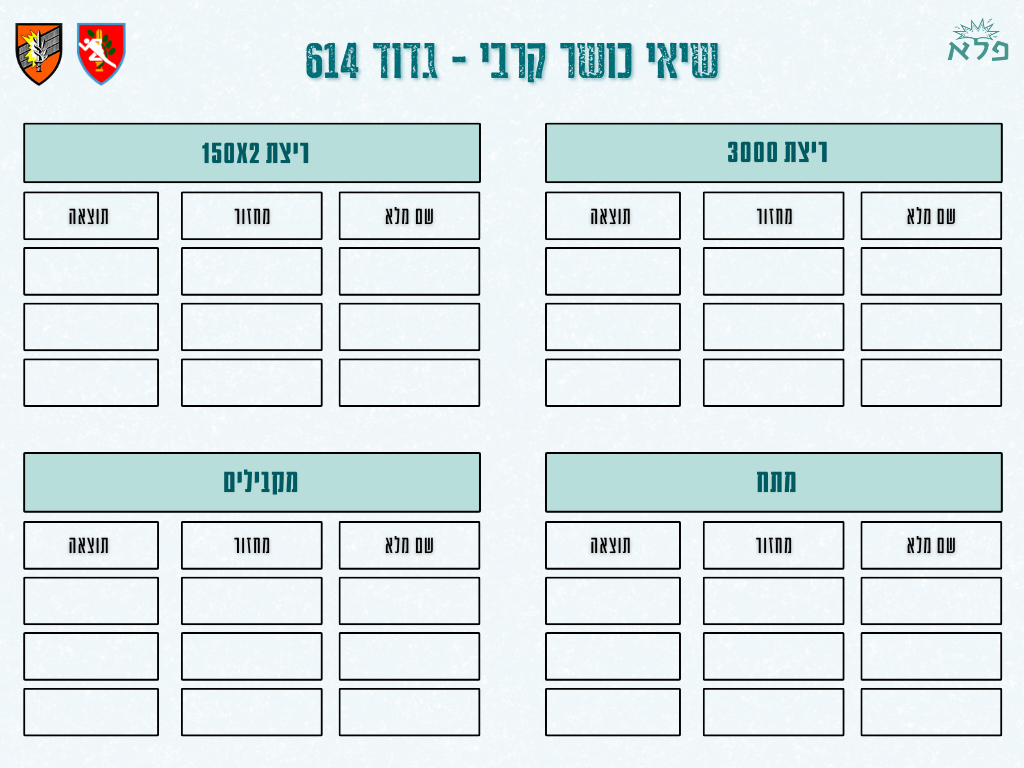 שיאי כושר קרבי - גדוד 614
פלא
ריצת 3000
שם מלא מחזור תוצאה
ריצת 150X2
שם מלא מחזור תוצאה
מתח
שם מלא מחזור תוצאה
מקבילים
שם מלא מחזור תוצאה